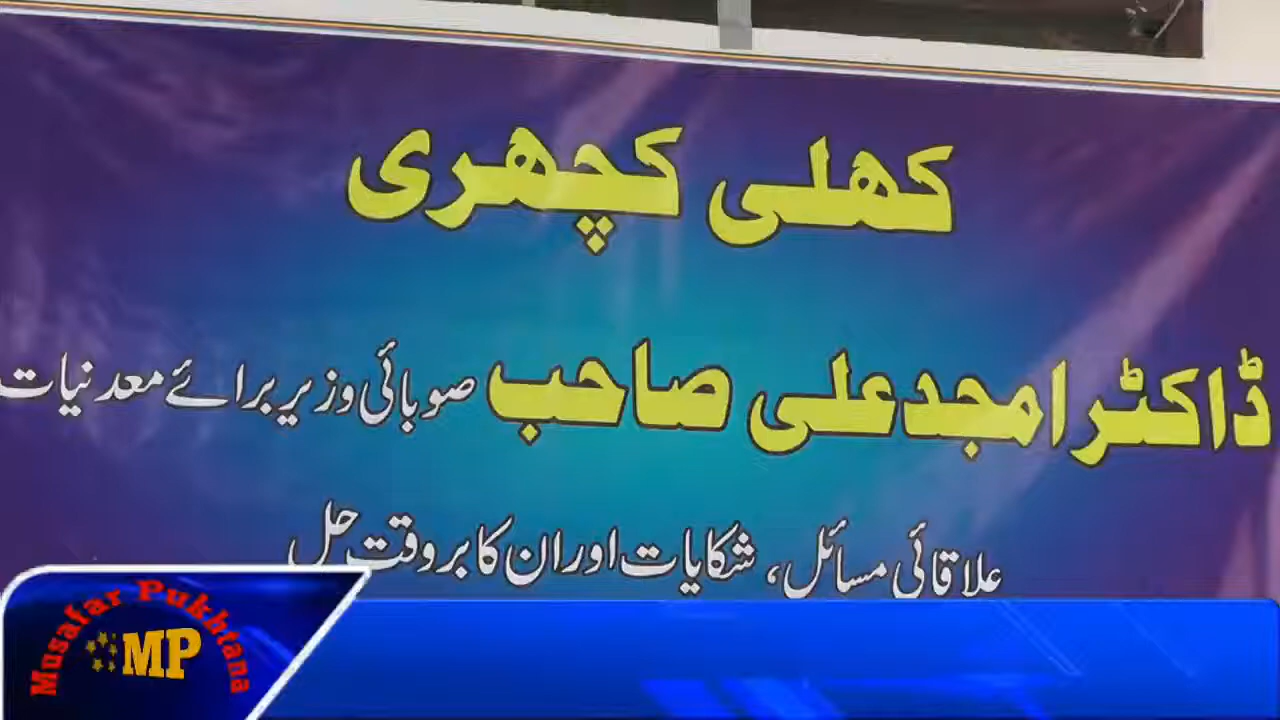 کھلی کچھری
ڈاکٹر امجد علی صاحب صوبائی وزیر برائے معدنیات
علاقائی مسائل، شکایات اور ان کا بروقت حل
Musafar Pukhtana
MP